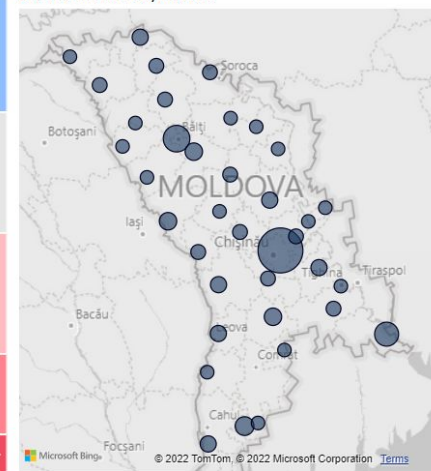 Soroca
Botoșani
Bălți
MOLDOVA
Iași
Chișinău
Tighina
Tiraspol
Bacău
Leova
Comrat
Cahul
Focșani
Microsoft Bing
© 2022 TomTom, © 2022 Microsoft Corporation Terms